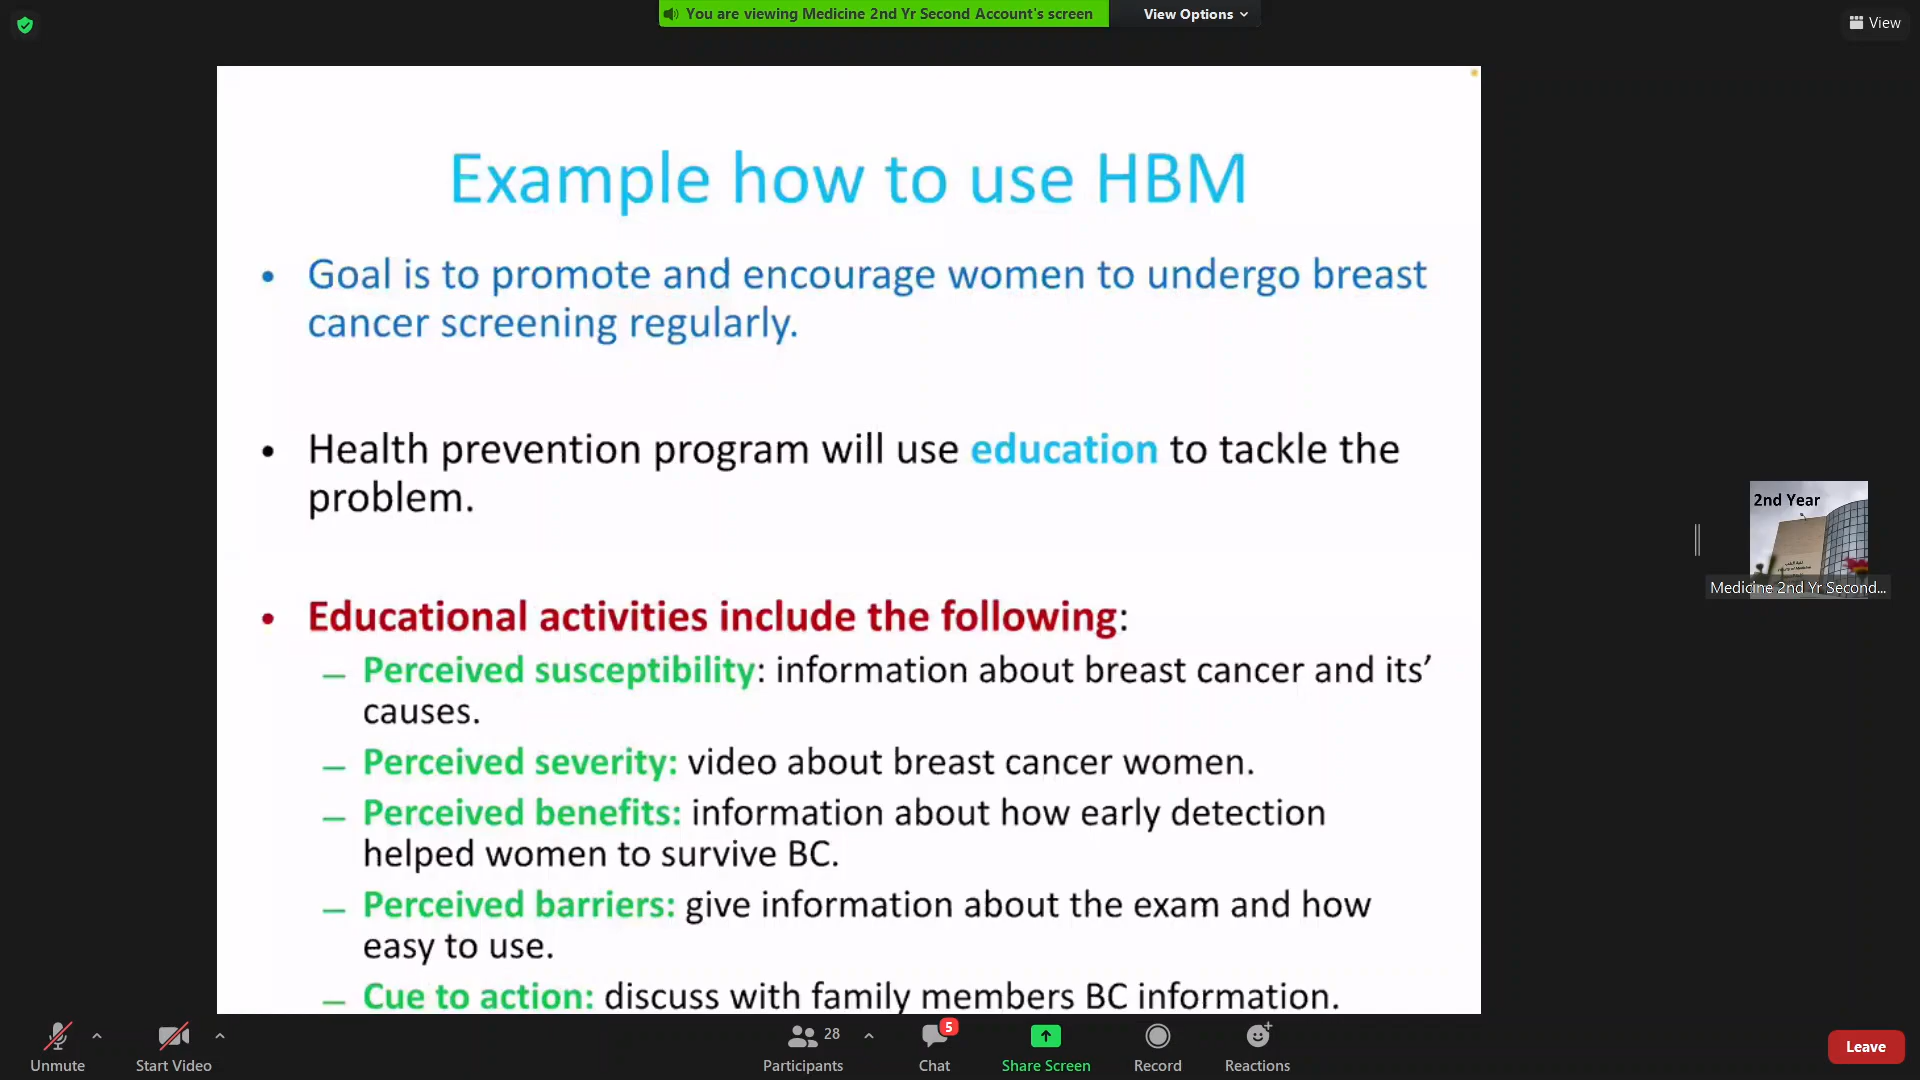 You are viewing Medicine 2nd Yr Second Account's screen
View Options
View
Example how to use HBM
• Goal is to promote and encourage women to undergo breast
cancer screening regularly.
• Health prevention program will use education to tackle the
problem.
• Educational activities include the following:
– Perceived susceptibility: information about breast cancer and its’
causes.
– Perceived severity: video about breast cancer women.
– Perceived benefits: information about how early detection
helped women to survive BC.
– Perceived barriers: give information about the exam and how
easy to use.
– Cue to action: discuss with family members BC information.
2nd Year
Medicine 2nd Yr Second...
Unmute
Start Video
28
Participants
5
Chat
Share Screen
Record
Reactions
Leave